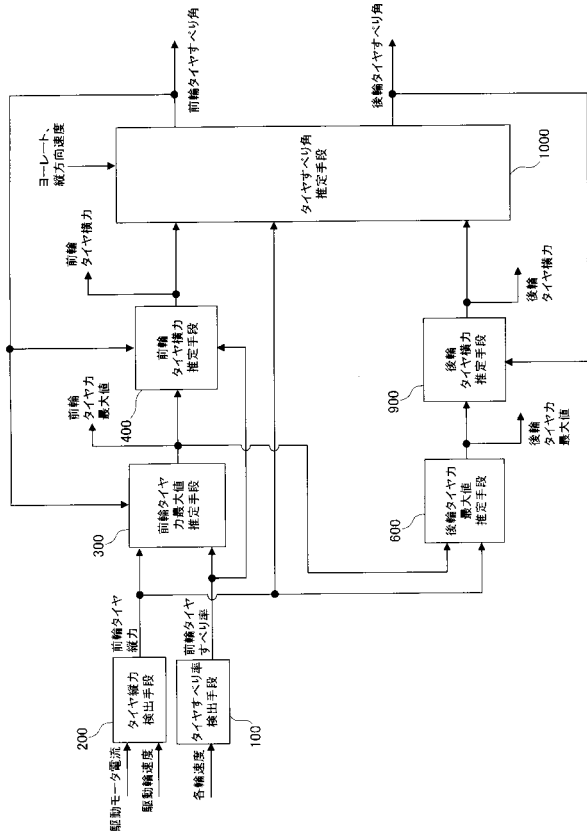 駆動モータ電流
駆動輪速度
200
タイヤ縦力
検出手段
前輪タイヤ
縦力
各輪速度
100
タイヤすべり率
検出手段
前輪タイヤ
すべり率
300
前輪タイヤ
力最大値
推定手段
前輪
タイヤ力
最大値
400
前輪
タイヤ横力
推定手段
前輪
タイヤ横力
600
後輪タイヤ力
最大値
推定手段
後輪
タイヤ力
最大値
900
後輪
タイヤ横力
推定手段
後輪
タイヤ横力
ヨーレート、
縦方向速度
タイヤすべり角
推定手段
1000
前輪タイヤすべり角
後輪タイヤすべり角